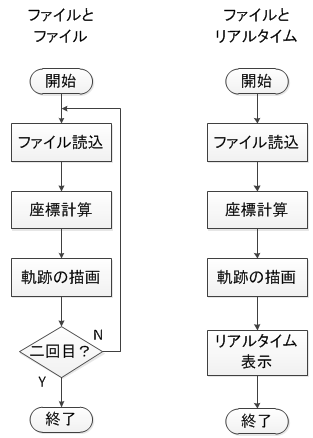 ファイルと
ファイル
開始
ファイル読込
座標計算
軌跡の描画
二回目？
N
Y
終了
ファイルと
リアルタイム
開始
ファイル読込
座標計算
軌跡の描画
リアルタイム
表示
終了